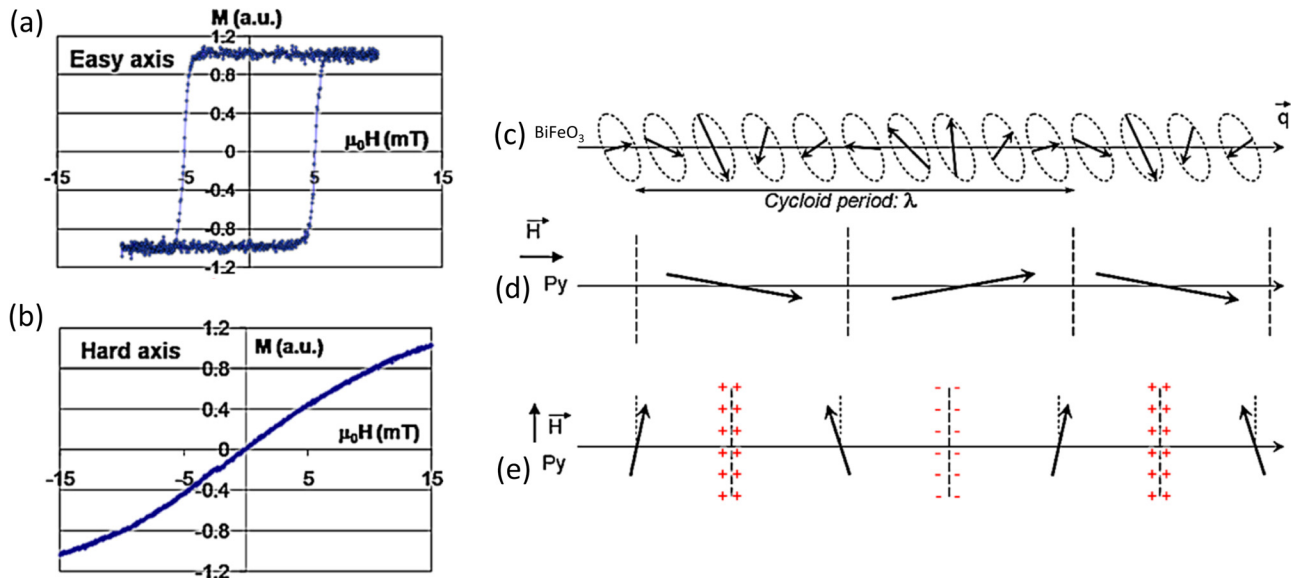 (a)
M (a.u.)
1.2
Easy axis
0.8
0.4
μ₀H (mT)
0
-15
-5
5
15
-0.4
-0.8
-1.2
(b)
1.2
Hard axis
M (a.u.)
0.8
0.4
μ₀H (mT)
0
-15
-5
5
15
-0.4
-0.8
-1.2
(c)
BiFeO₃
q
Cycloid period: λ
H
(d)
Py
+ + - - + +
+ + - - + +
H
+ + - - + +
(e)
Py
+ + - - + +
+ + - - + +
+ + - - + +